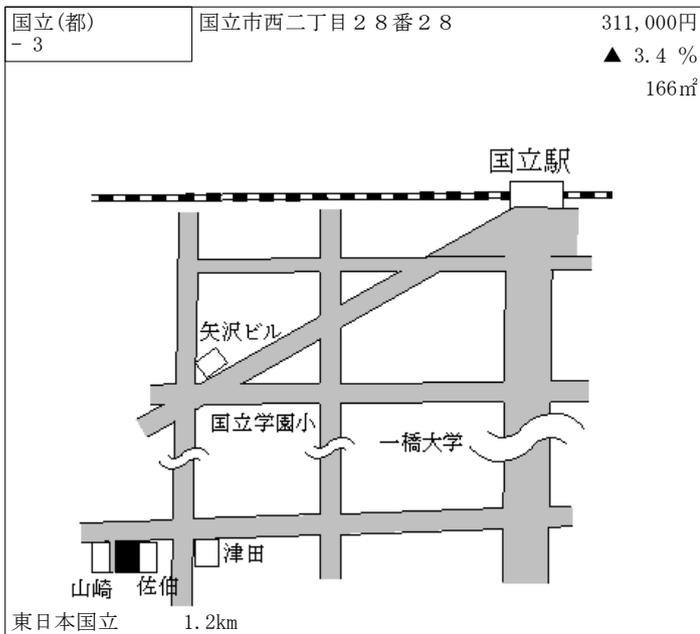 国立(都)
- 3
国立市西二丁目２８番２８
311,000円
▲ 3.4 %
166㎡
国立駅
矢沢ビル
国立学園小
一橋大学
津田
山崎
佐伯
東日本国立 1.2km